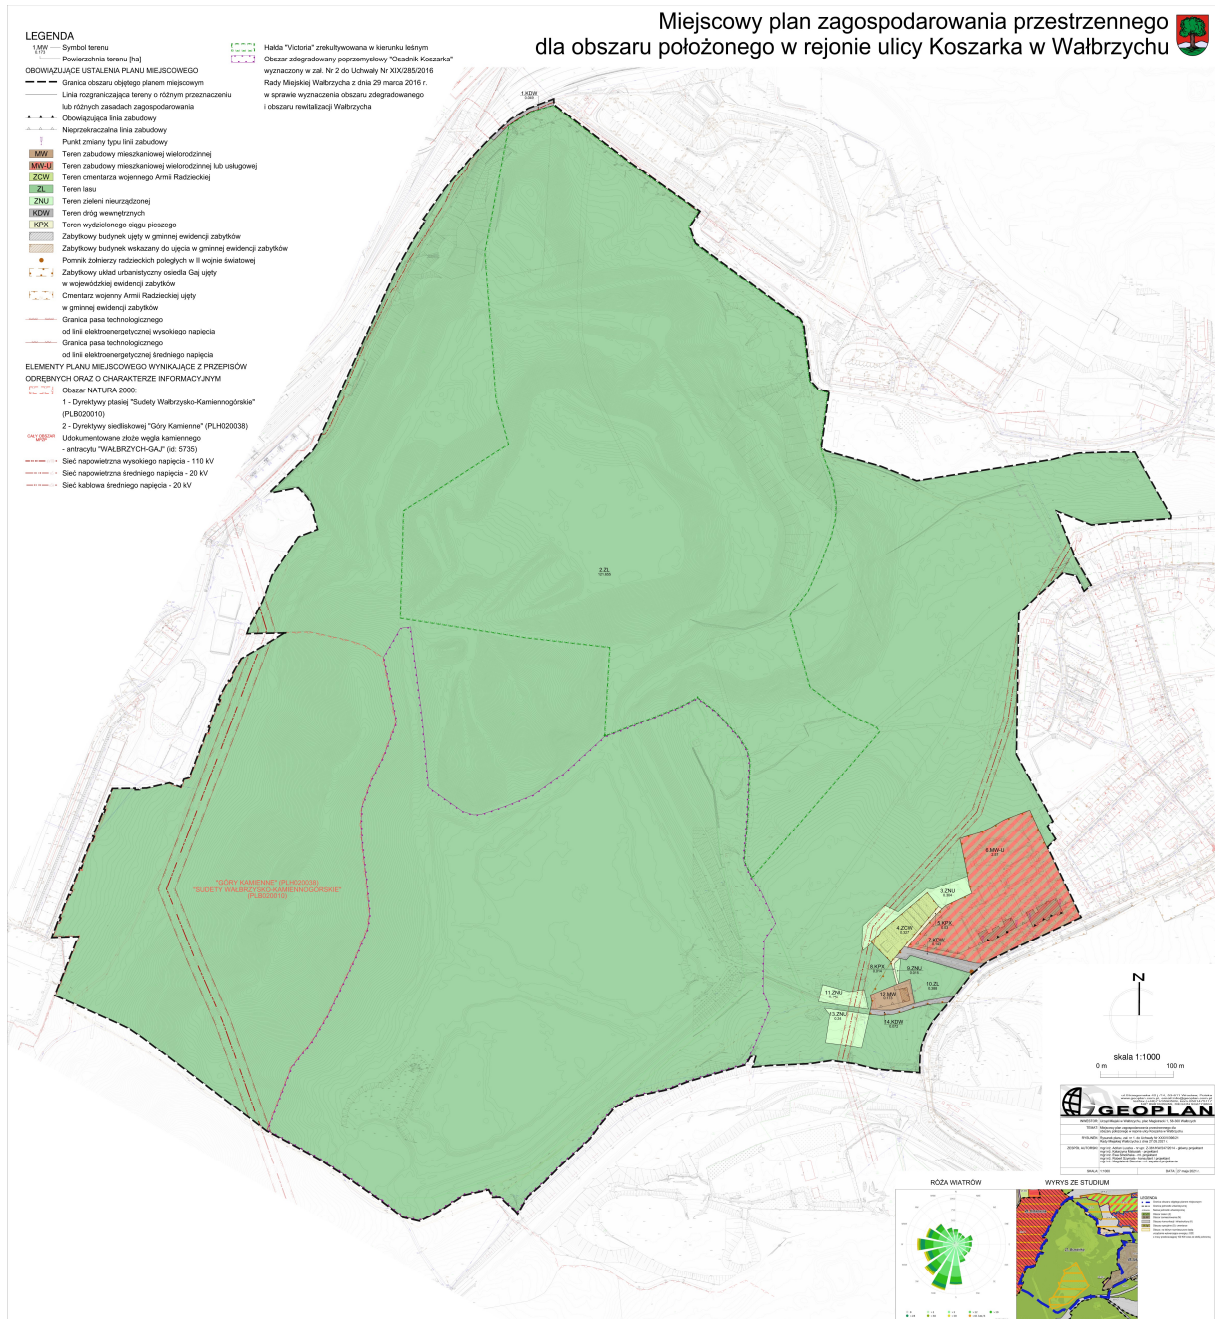 Miejscowy plan zagospodarowania przestrzennego
dla obszaru położonego w rejonie ulicy Koszarka w Wałbrzychu
LEGENDA
1.MW Symbol terenu
0.173 Powierzchnia terenu [ha]
OBOWIĄZUJĄCE USTALENIA PLANU MIEJSCOWEGO
Granica obszaru objętego planem miejscowym
Linia rozgraniczająca tereny o różnym przeznaczeniu
lub różnych zasadach zagospodarowania
Obowiązująca linia zabudowy
Nieprzekraczalna linia zabudowy
Punkt zmiany typu linii zabudowy
MW Teren zabudowy mieszkaniowej wielorodzinnej
MW-U Teren zabudowy mieszkaniowej wielorodzinnej lub usługowej
ZCW Teren cmentarza wojennego Armii Radzieckiej
ZL Teren lasu
ZNU Teren zieleni nieurządzonej
KDW Teren dróg wewnętrznych
KPX Teren wydzielonego ciągu pieszego
Zabytkowy budynek ujęty w gminnej ewidencji zabytków
Zabytkowy budynek wskazany do ujęcia w gminnej ewidencji zabytków
Pomnik żołnierzy radzieckich poległych w II wojnie światowej
Zabytkowy układ urbanistyczny osiedla Gaj ujęty
w wojewódzkiej ewidencji zabytków
Cmentarz wojenny Armii Radzieckiej ujęty
w gminnej ewidencji zabytków
Granica pasa technologicznego
od linii elektroenergetycznej wysokiego napięcia
Granica pasa technologicznego
od linii elektroenergetycznej średniego napięcia
ELEMENTY PLANU MIEJSCOWEGO WYNIKAJĄCE Z PRZEPISÓW
ODRĘBNYCH ORAZ O CHARAKTERZE INFORMACYJNYM
Obszar NATURA 2000:
1 - Dyrektywy ptasiej "Sudety Wałbrzysko-Kamiennogórskie"
(PLB020010)
2 - Dyrektywy siedliskowej "Góry Kamienne" (PLH020038)
CAŁY OBSZAR MPZP Udokumentowane złoże węgla kamiennego
- antracytu "WAŁBRZYCH-GAJ" (id: 5735)
Sieć napowietrzna wysokiego napięcia - 110 kV
Sieć napowietrzna średniego napięcia - 20 kV
Sieć kablowa średniego napięcia - 20 kV
Hałda "Victoria" zrekultywowana w kierunku leśnym
Obszar zdegradowany poprzemysłowy "Osadnik Koszarka"
wyznaczony w zał. Nr 2 do Uchwały Nr XIX/285/2016
Rady Miejskiej Wałbrzycha z dnia 29 marca 2016 r.
w sprawie wyznaczenia obszaru zdegradowanego
i obszaru rewitalizacji Wałbrzycha
1.KDW
2.ZL
"GÓRY KAMIENNE" (PLH020038)
"SUDETY WAŁBRZYSKO-KAMIENNOGÓRSKIE"
(PLB020010)
6.MW-U
3.ZNU
5.KPX
4.ZCW
7.KDW
8.KPX
9.ZNU
10.ZL
11.ZNU
12.MW
13.ZNU
14.KDW
N
skala 1:1000
0 m 100 m
GEOPLAN
RÓŻA WIATRÓW
WYRYS ZE STUDIUM
LEGENDA